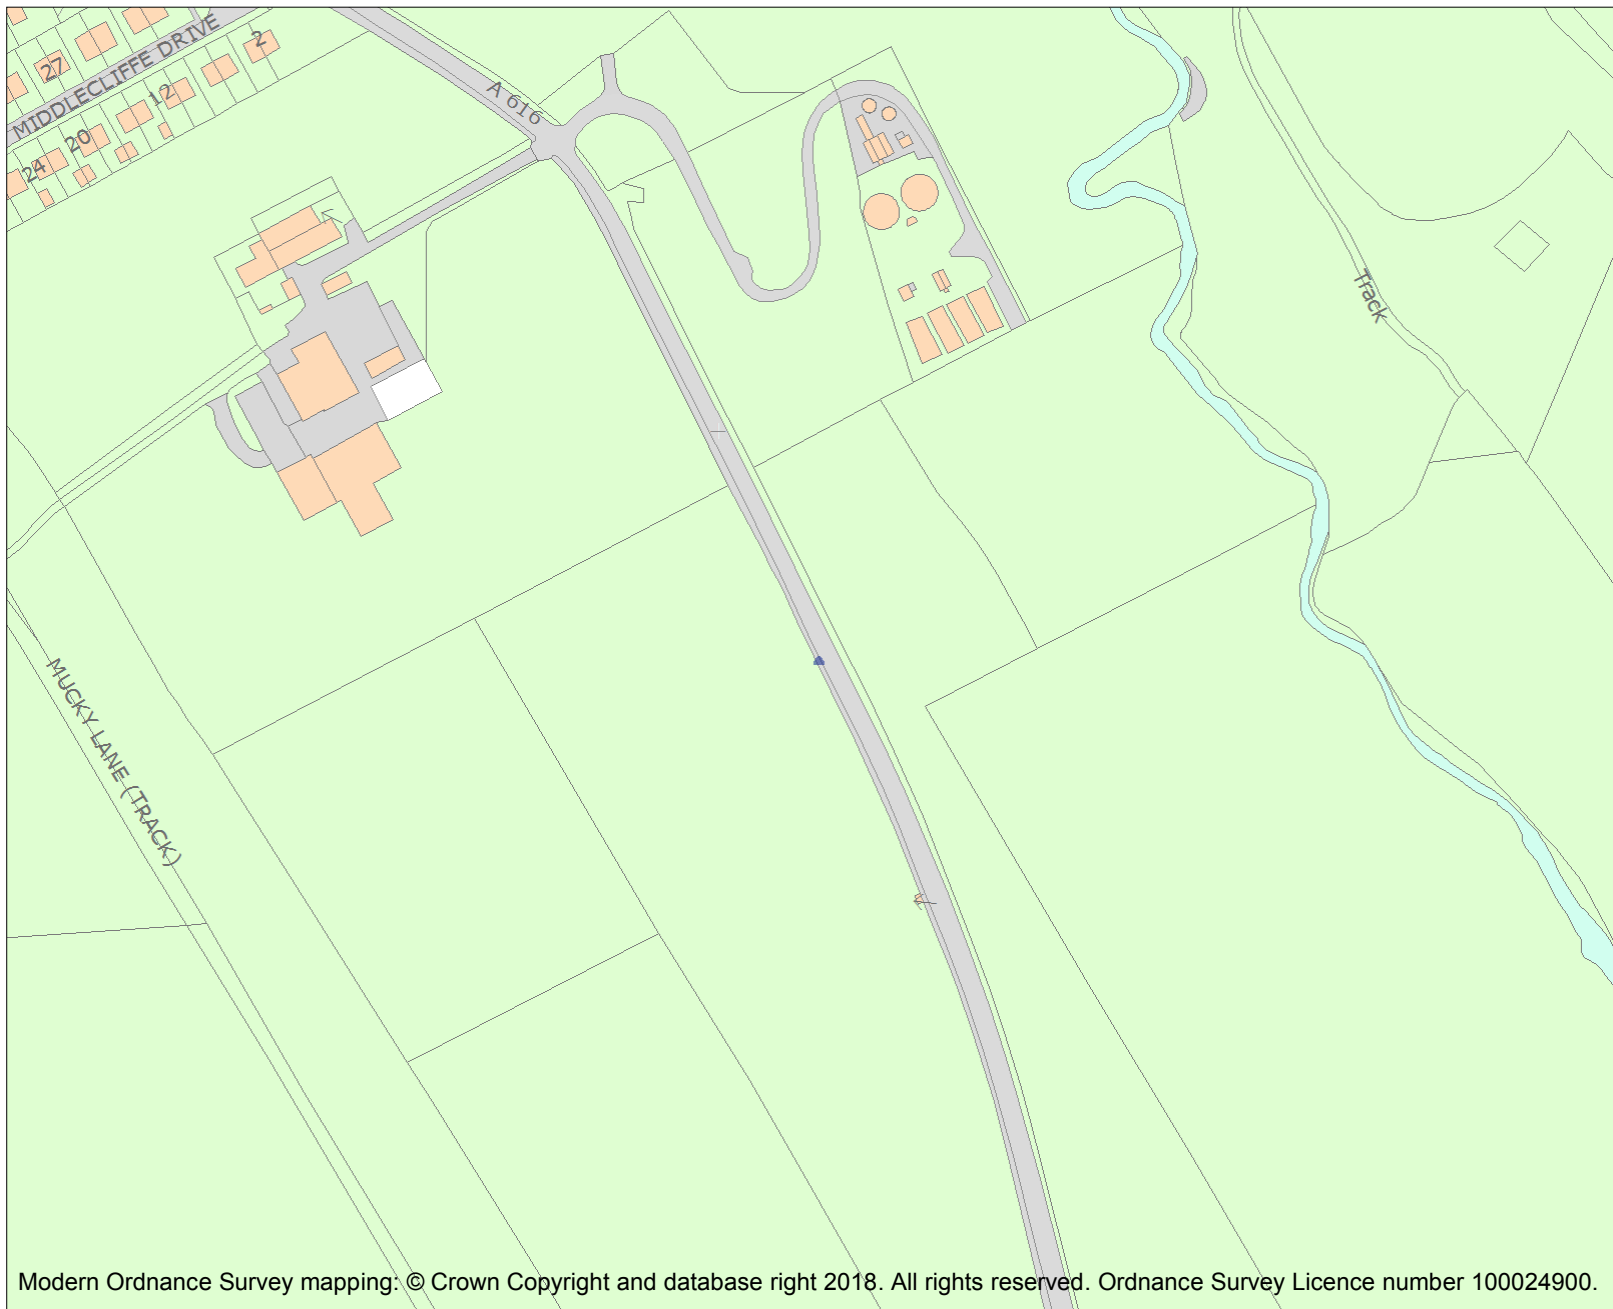 MIDDLECLIFFE DRIVE
2
27
12
20
24
A 616
Track
MUCKY LANE (TRACK)
Modern Ordnance Survey mapping: © Crown Copyright and database right 2018. All rights reserved. Ordnance Survey Licence number 100024900.